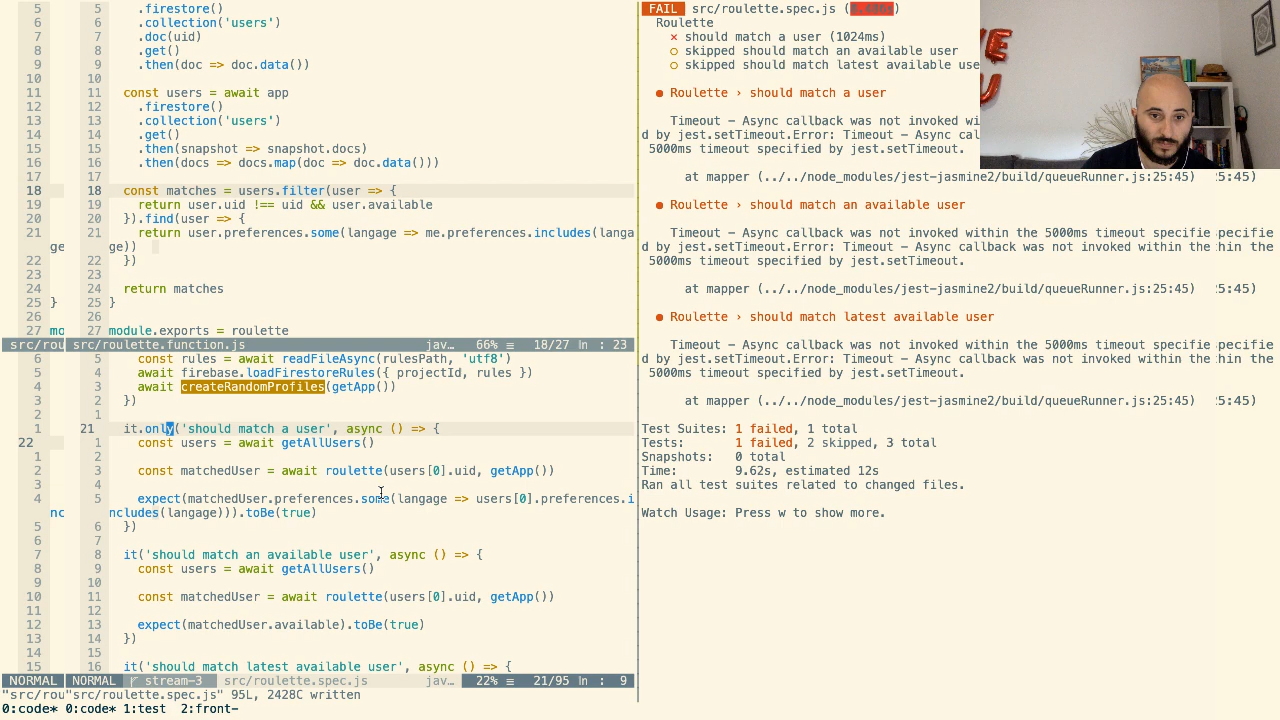 5 5 .firestore()
6 6 .collection('users')
7 7 .doc(uid)
8 8 .get()
9 9 .then(doc => doc.data())
10 10
11 11 const users = await app
12 12 .firestore()
13 13 .collection('users')
14 14 .get()
15 15 .then(snapshot => snapshot.docs)
16 16 .then(docs => docs.map(doc => doc.data()))
17 17
18 18 const matches = users.filter(user => {
19 19 return user.uid !== uid && user.available
20 20 }).find(user => {
21 21 return user.preferences.some(langage => me.preferences.includes(langa
ge ge))
22 22 })
23 23
24 24 return matches
25 } 25 }
26 26
27 mo 27 module.exports = roulette
src/rou src/roulette.function.js jav… 66% ≡ 18/27 ln : 23
6 5 const rules = await readFileAsync(rulesPath, 'utf8')
5 4 await firebase.loadFirestoreRules({ projectId, rules })
4 3 await createRandomProfiles(getApp())
3 2 })
2 1
1 21 it.only('should match a user', async () => {
22 1 const users = await getAllUsers()
1 2
2 3 const matchedUser = await roulette(users[0].uid, getApp())
3 4
4 5 expect(matchedUser.preferences.some(langage => users[0].preferences.i
nc ncludes(langage))).toBe(true)
5 6 })
6 7
7 8 it('should match an available user', async () => {
8 9 const users = await getAllUsers()
9 10
10 11 const matchedUser = await roulette(users[0].uid, getApp())
11 12
12 13 expect(matchedUser.available).toBe(true)
13 14 })
14 15
15 16 it('should match latest available user', async () => {
NORMAL NORMAL stream-3 src/roulette.spec.js jav… 22% ≡ 21/95 ln : 9
"src/rou"src/roulette.spec.js" 95L, 2428C written
0:code* 0:code* 1:test 2:front-
FAIL src/roulette.spec.js (
)
Roulette
✕ should match a user (1024ms)
○ skipped should match an available user
○ skipped should match latest available use
● Roulette › should match a user
Timeout - Async callback was not invoked wi
d by jest.setTimeout.Error: Timeout - Async cal
5000ms timeout specified by jest.setTimeout.
at mapper (../../node_modules/jest-jasmine2/build/queueRunner.js:25:45) 5:45)
● Roulette › should match an available user
Timeout - Async callback was not invoked within the 5000ms timeout specifie pecifie
d by jest.setTimeout.Error: Timeout - Async callback was not invoked within the hin the
5000ms timeout specified by jest.setTimeout.
at mapper (../../node_modules/jest-jasmine2/build/queueRunner.js:25:45) 5:45)
● Roulette › should match latest available user
Timeout - Async callback was not invoked within the 5000ms timeout specifie pecifie
d by jest.setTimeout.Error: Timeout - Async callback was not invoked within the hin the
5000ms timeout specified by jest.setTimeout.
at mapper (../../node_modules/jest-jasmine2/build/queueRunner.js:25:45) 5:45)
Test Suites: 1 failed, 1 total
Tests: 1 failed, 2 skipped, 3 total
Snapshots: 0 total
Time: 9.62s, estimated 12s
Ran all test suites related to changed files.
Watch Usage: Press w to show more.